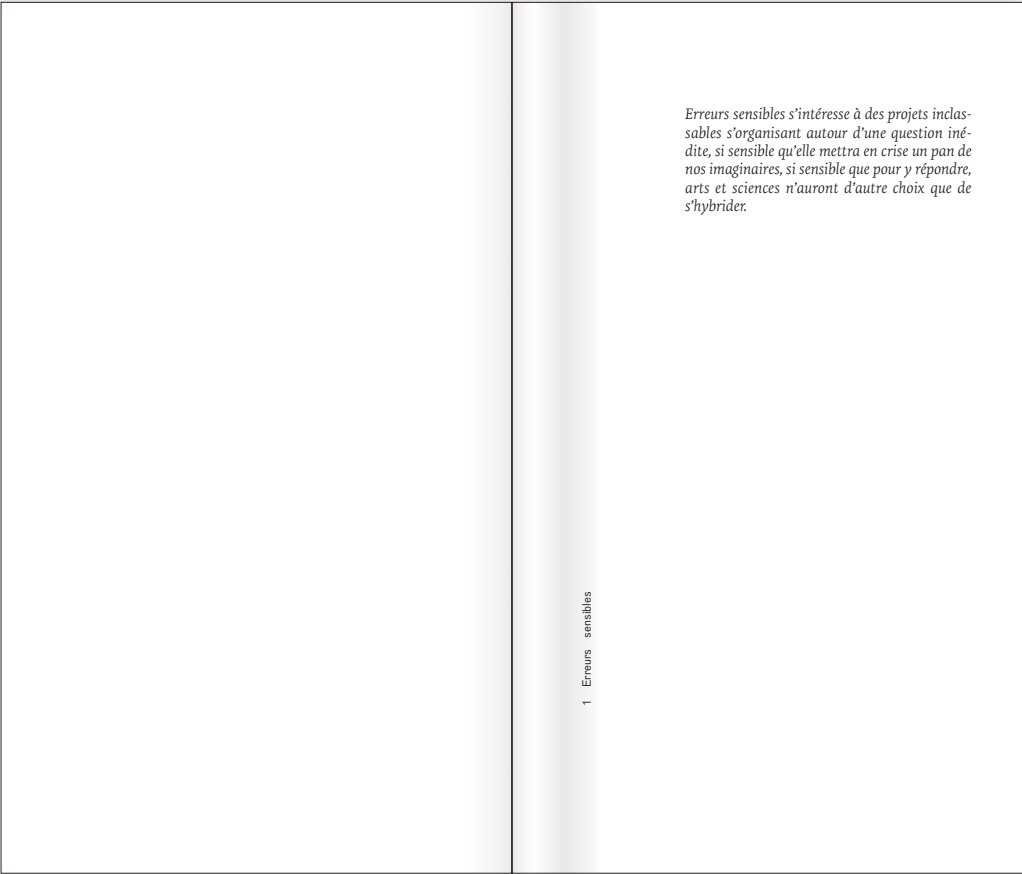 Erreurs sensibles s’intéresse à des projets inclas-
sables s’organisant autour d’une question iné-
dite, si sensible qu’elle mettra en crise un pan de
nos imaginaires, si sensible que pour y répondre,
arts et sciences n’auront d’autre choix que de
s’hybrider.
1 Erreurs sensibles